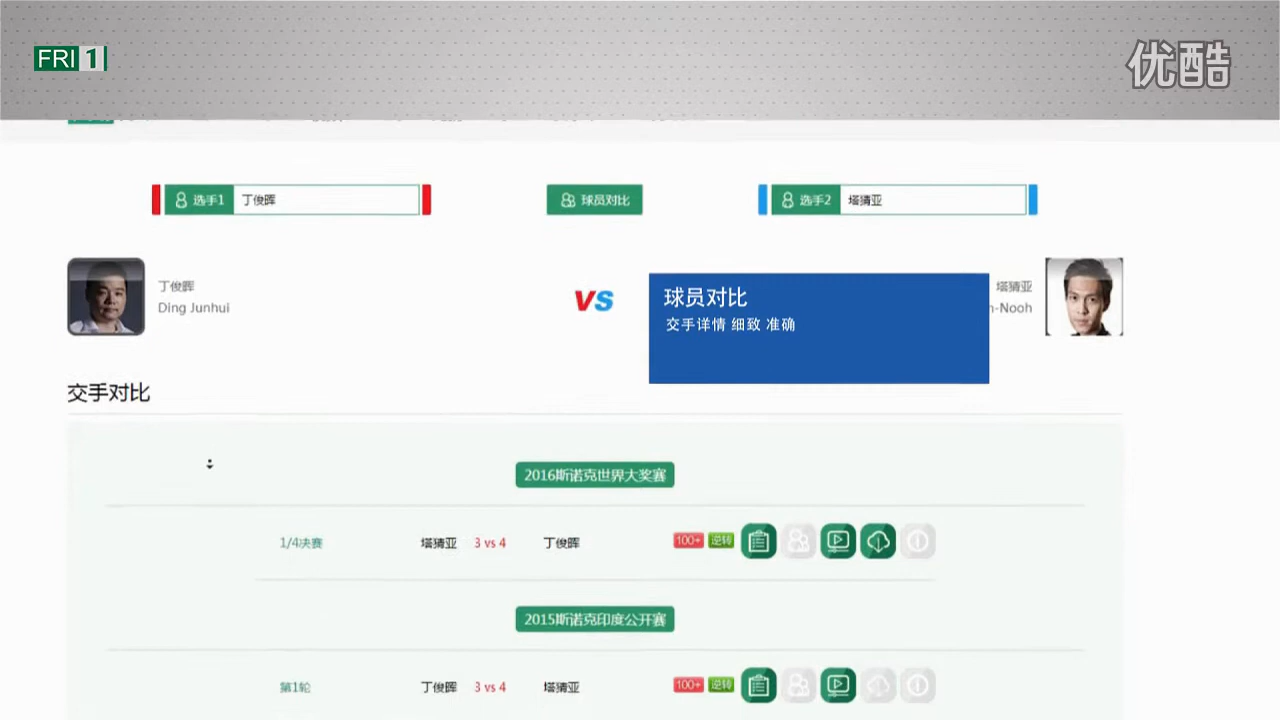 FRI 1
优酷
选手1 丁俊晖
球员对比
选手2 塔猜亚
丁俊晖
Ding Junhui
VS
球员对比
交手详情 细致 准确
塔猜亚
n-Nooh
交手对比
2016斯诺克世界大奖赛
1/4决赛 塔猜亚 3 vs 4 丁俊晖 100+ 逆转
2015斯诺克印度公开赛
第1轮 丁俊晖 3 vs 4 塔猜亚 100+ 逆转